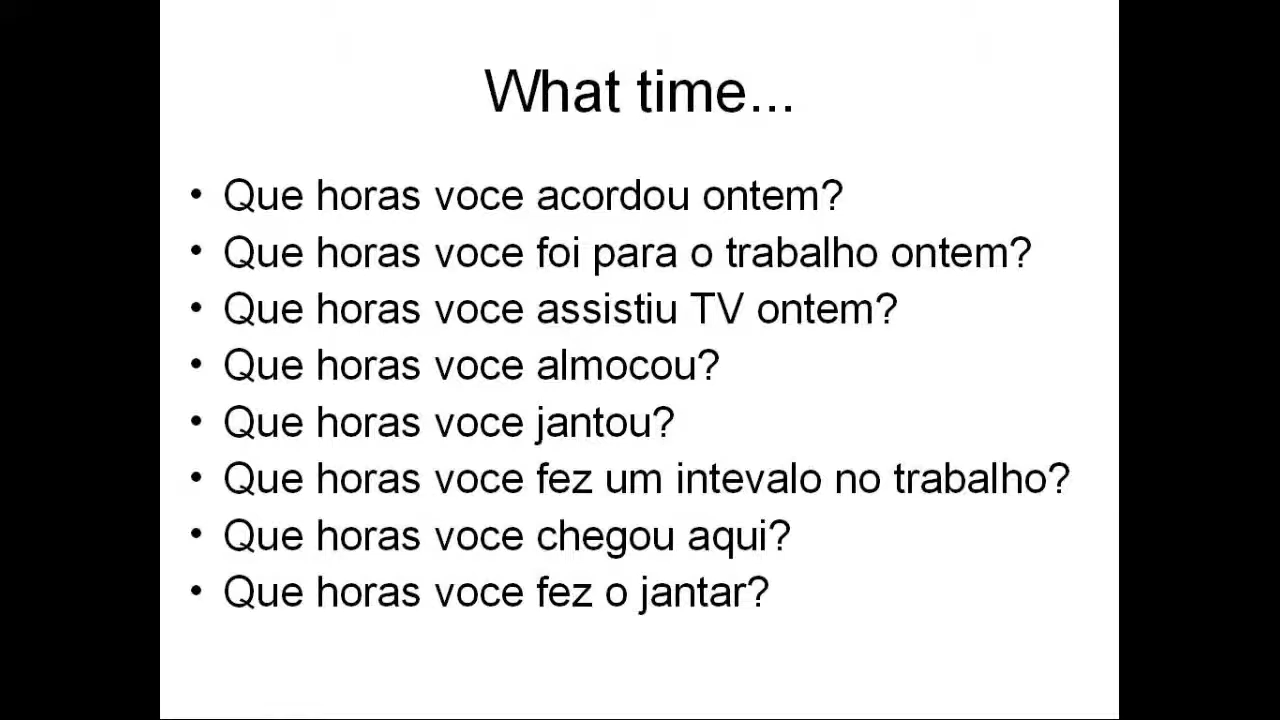 What time...
• Que horas voce acordou ontem?
• Que horas voce foi para o trabalho ontem?
• Que horas voce assistiu TV ontem?
• Que horas voce almocou?
• Que horas voce jantou?
• Que horas voce fez um intevalo no trabalho?
• Que horas voce chegou aqui?
• Que horas voce fez o jantar?